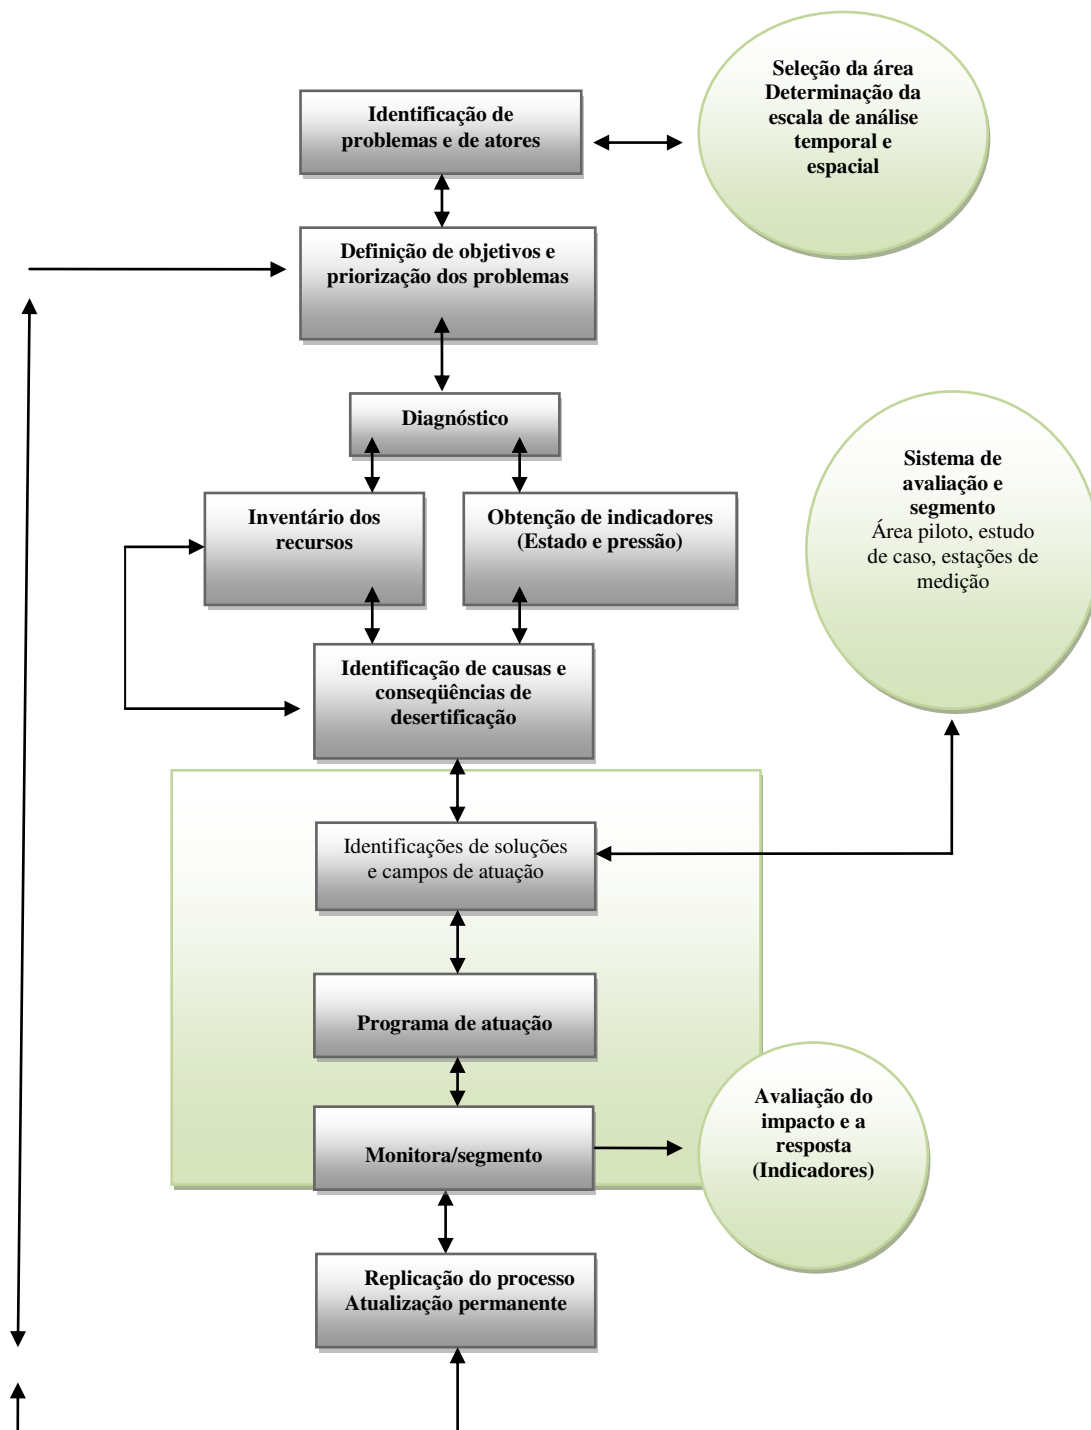 Seleção da área
Determinação da
escala de análise
temporal e
espacial
Identificação de
problemas e de atores
Definição de objetivos e
priorização dos problemas
Diagnóstico
Sistema de
avaliação e
segmento
Área piloto, estudo
de caso, estações de
medição
Inventário dos
recursos
Obtenção de indicadores
(Estado e pressão)
Identificação de causas e
conseqüências de
desertificação
Identificações de soluções
e campos de atuação
Programa de atuação
Monitora/segmento
Avaliação do
impacto e a
resposta
(Indicadores)
Replicação do processo
Atualização permanente